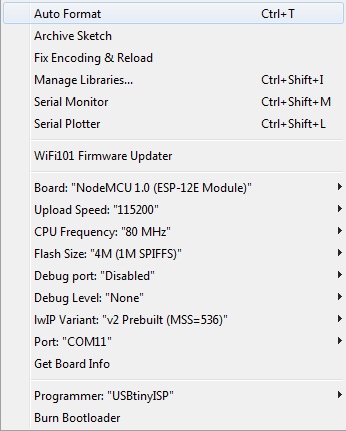 Auto Format Ctrl+T
Archive Sketch
Fix Encoding & Reload
Manage Libraries... Ctrl+Shift+I
Serial Monitor Ctrl+Shift+M
Serial Plotter Ctrl+Shift+L
WiFi101 Firmware Updater
Board: "NodeMCU 1.0 (ESP-12E Module)"
Upload Speed: "115200"
CPU Frequency: "80 MHz"
Flash Size: "4M (1M SPIFFS)"
Debug port: "Disabled"
Debug Level: "None"
lwIP Variant: "v2 Prebuilt (MSS=536)"
Port: "COM11"
Get Board Info
Programmer: "USBtinyISP"
Burn Bootloader